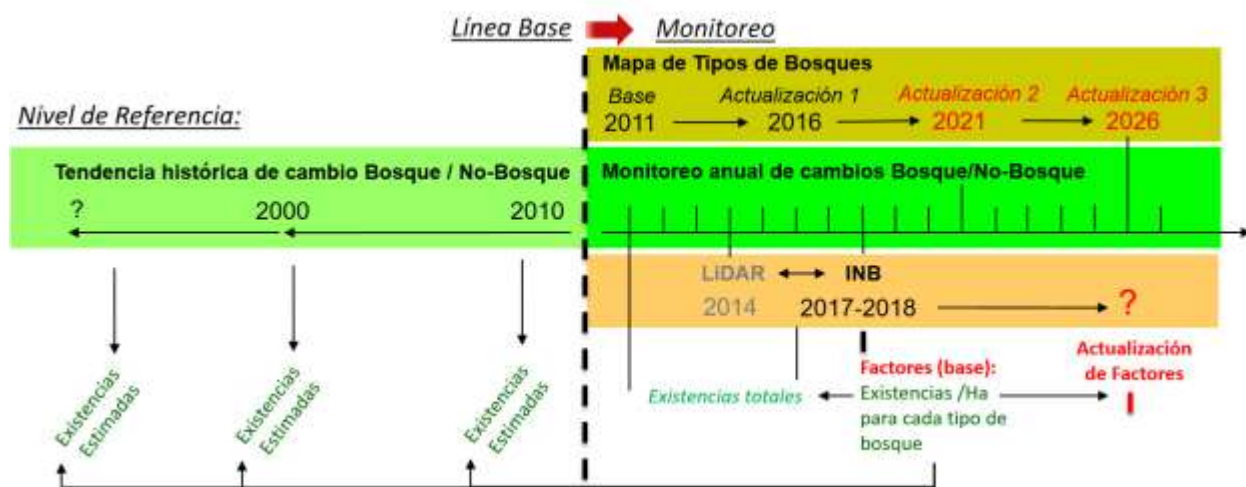 Línea Base
Monitoreo
Mapa de Tipos de Bosques
Base
Actualización 1
Actualización 2
Actualización 3
2011
2016
2021
2026
Nivel de Referencia:
Tendencia histórica de cambio Bosque / No-Bosque
Monitoreo anual de cambios Bosque/No-Bosque
?
2000
2010
LIDAR
INB
2014
2017-2018
?
Existencias
Estimadas
Existencias
Estimadas
Existencias
Estimadas
Existencias totales
Factores (base):
Existencias /Ha
para cada tipo de
bosque
Actualización
de Factores